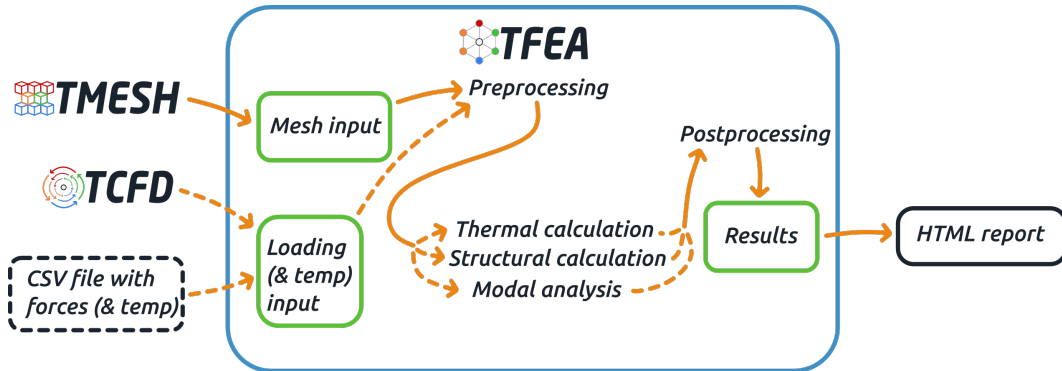 TFEA
TMESH
Preprocessing
Mesh input
Postprocessing
TCFD
Loading
(& temp)
input
CSV file with
forces (& temp)
Thermal calculation
Structural calculation
Modal analysis
Results
HTML report